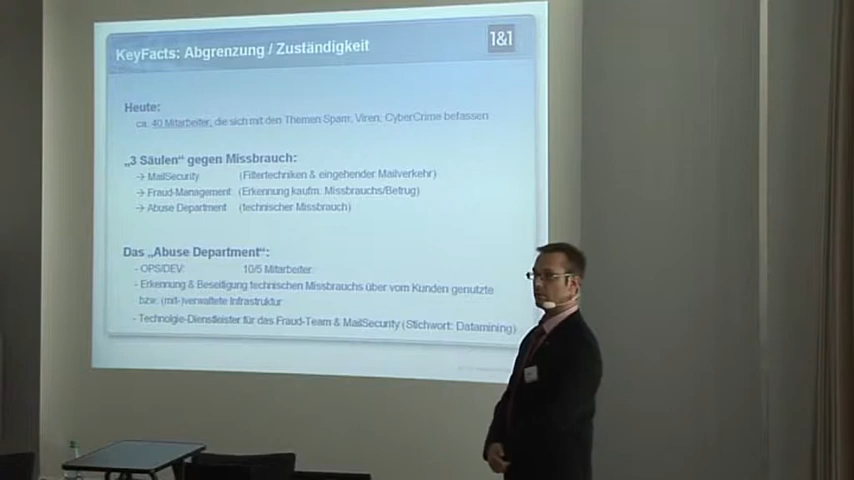 KeyFacts: Abgrenzung / Zuständigkeit
1&1
Heute:
ca. 40 Mitarbeiter, die sich mit den Themen Spam, Viren, CyberCrime befassen
„3 Säulen“ gegen Missbrauch:
→ MailSecurity (Filtertechniken & eingehender Mailverkehr)
→ Fraud-Management (Erkennung kaufm. Missbrauchs/Betrug)
→ Abuse Department (technischer Missbrauch)
Das „Abuse Department“:
- OPS/DEV: 10/5 Mitarbeiter
- Erkennung & Beseitigung technischen Missbrauchs über vom Kunden genutzte
bzw. (mit-)verwaltete Infrastruktur
- Technolgie-Dienstleister für das Fraud-Team & MailSecurity (Stichwort: Datamining)